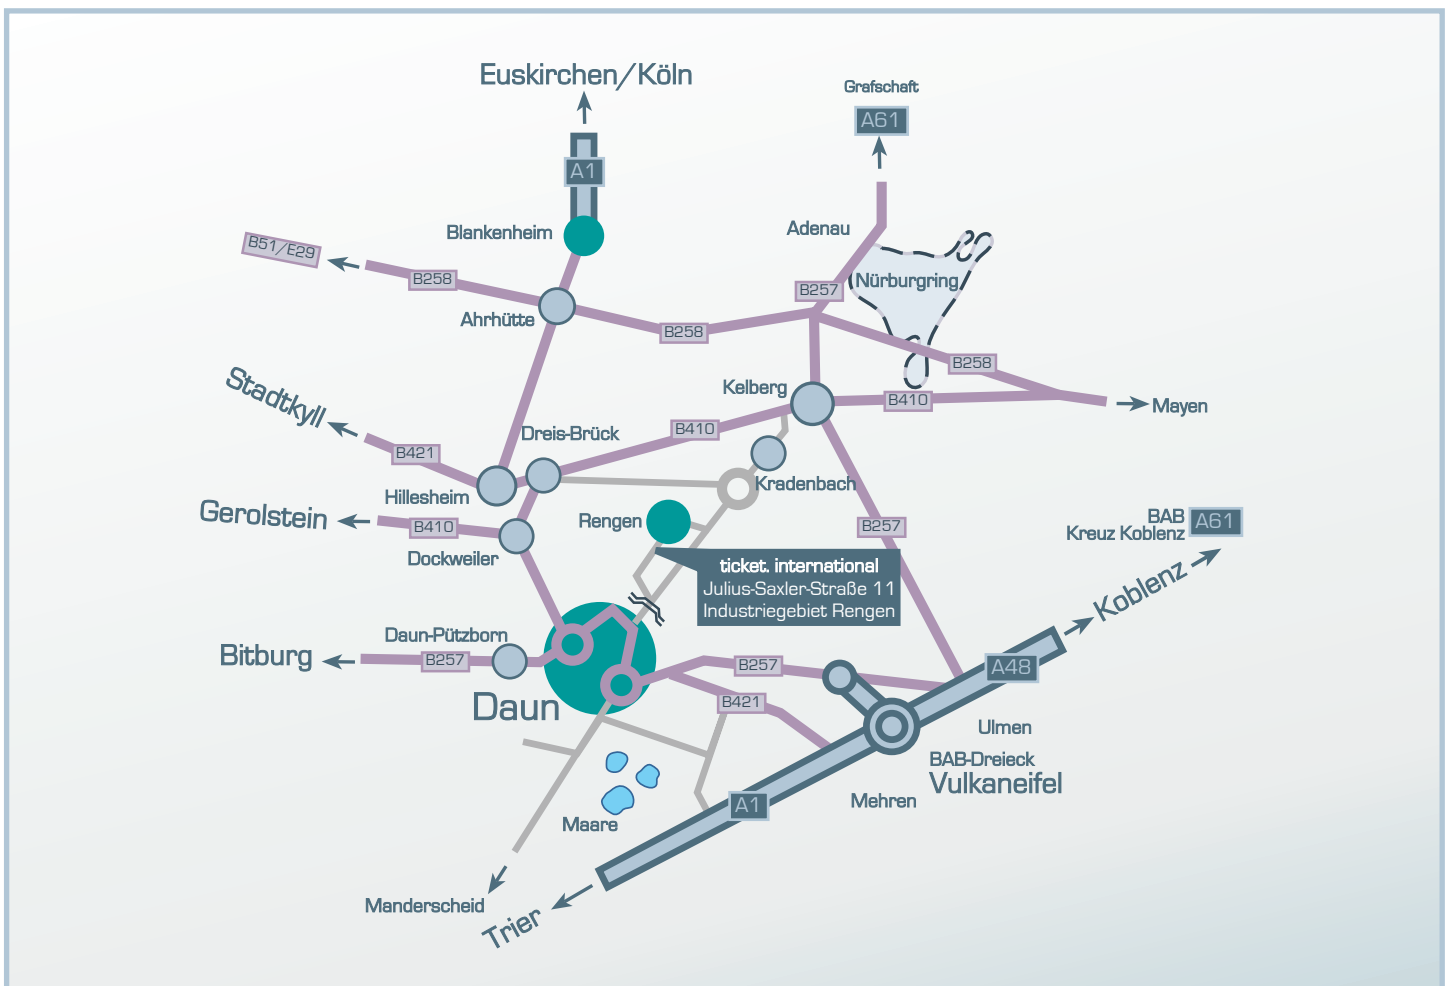 Euskirchen/Köln
Grafschaft
A61
A1
Blankenheim
Adenau
B51/E29
B258
Nürburgring
B257
Ahrhütte
B258
B258
Stadtkyll
Kelberg
B410
Mayen
B410
Dreis-Brück
B421
Hillesheim
Kradenbach
Gerolstein
B410
Rengen
B257
BAB
Kreuz Koblenz
A61
Dockweiler
ticket. international
Julius-Saxler-Straße 11
Industriegebiet Rengen
Koblenz
Daun-Pützborn
Bitburg
B257
B257
A48
Daun
B421
Ulmen
BAB-Dreieck
Vulkaneifel
Mehren
A1
Maare
Manderscheid
Trier